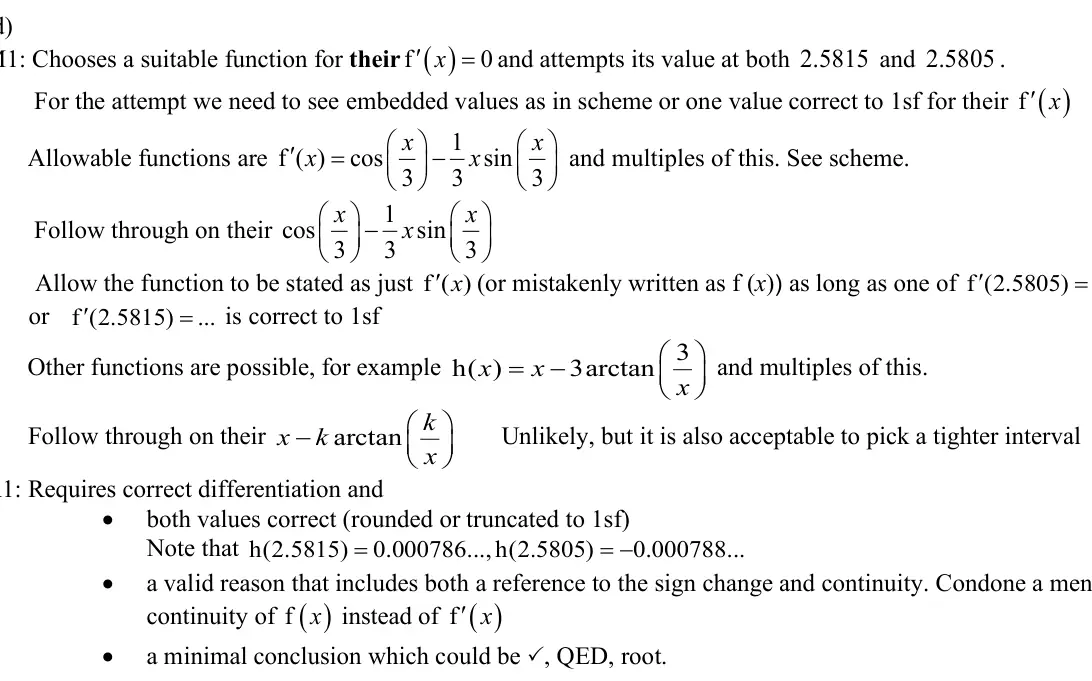 d)
M1: Chooses a suitable function for their f′(x) = 0 and attempts its value at both 2.5815 and 2.5805 .
For the attempt we need to see embedded values as in scheme or one value correct to 1sf for their f′(x)
Allowable functions are f′(x) = cos(x/3) − 1/3 x sin(x/3) and multiples of this. See scheme.
Follow through on their cos(x/3) − 1/3 x sin(x/3)
Allow the function to be stated as just f′(x) (or mistakenly written as f (x)) as long as one of f′(2.5805) =
or f′(2.5815) = ... is correct to 1sf
Other functions are possible, for example h(x) = x − 3arctan(3/x) and multiples of this.
Follow through on their x − k arctan(k/x) Unlikely, but it is also acceptable to pick a tighter interval
1: Requires correct differentiation and
• both values correct (rounded or truncated to 1sf)
Note that h(2.5815) = 0.000786..., h(2.5805) = −0.000788...
• a valid reason that includes both a reference to the sign change and continuity. Condone a men
continuity of f(x) instead of f′(x)
• a minimal conclusion which could be ✓, QED, root.